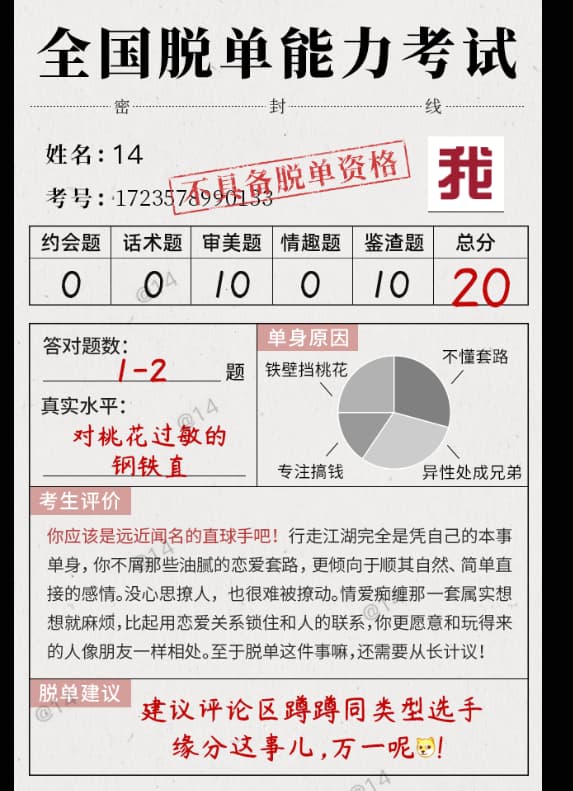 全国脱单能力考试
密 封 线
姓名：14
我
不具备脱单资格
考号：1723578990133
约会题 话术题 审美题 情趣题 鉴渣题 总分
0 0 10 0 10 20
答对题数：
1-2 题
真实水平：
对桃花过敏的
钢铁直
单身原因
铁壁挡桃花 不懂套路
专注搞钱 异性处成兄弟
考生评价
你应该是远近闻名的直球手吧！行走江湖完全是凭自己的本事
单身，你不屑那些油腻的恋爱套路，更倾向于顺其自然、简单直
接的感情。没心思撩人，也很难被撩动。情爱痴缠那一套属实想
想就麻烦，比起用恋爱关系锁住和人的联系，你更愿意和玩得来
的人像朋友一样相处。至于脱单这件事嘛，还需要从长计议！
脱单建议
建议评论区蹲蹲同类型选手
缘分这事儿，万一呢🐶！
@14
@14
@14
@14
@14
@14